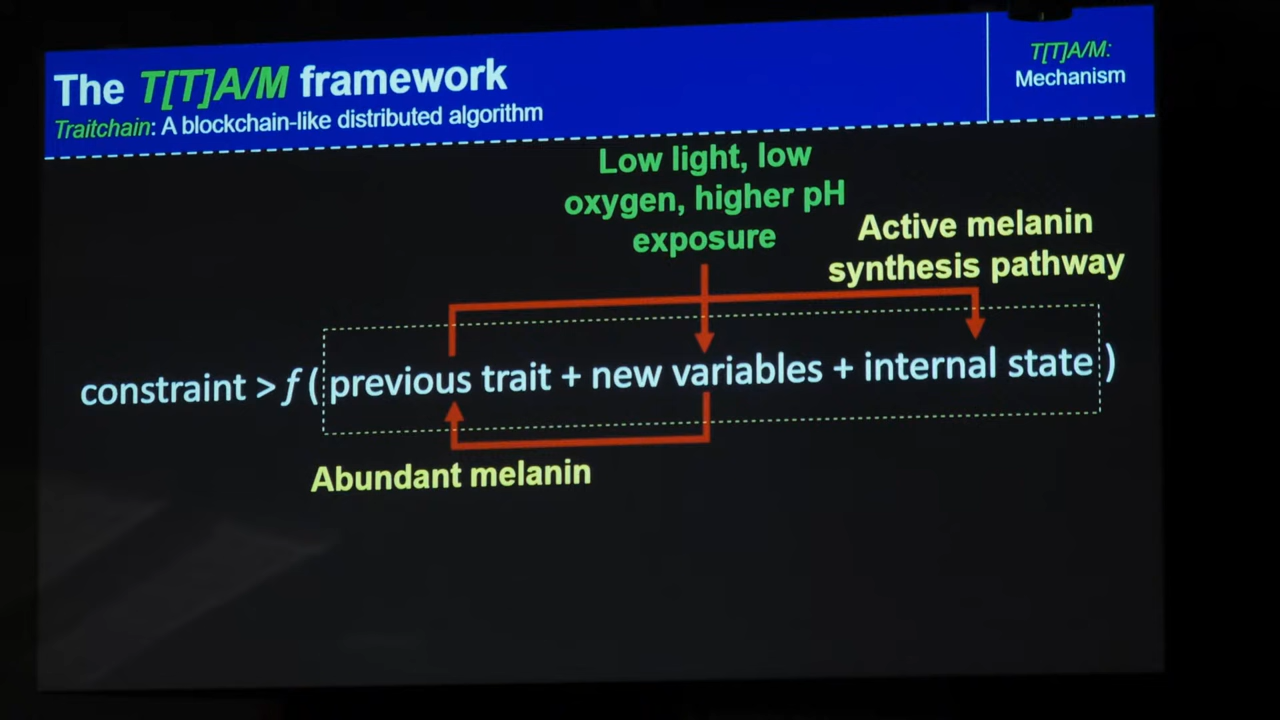 The T[T]A/M framework
Traitchain: A blockchain-like distributed algorithm
T[T]A/M:
Mechanism
Low light, low
oxygen, higher pH
exposure
Active melanin
synthesis pathway
constraint > f ( previous trait + new variables + internal state )
Abundant melanin